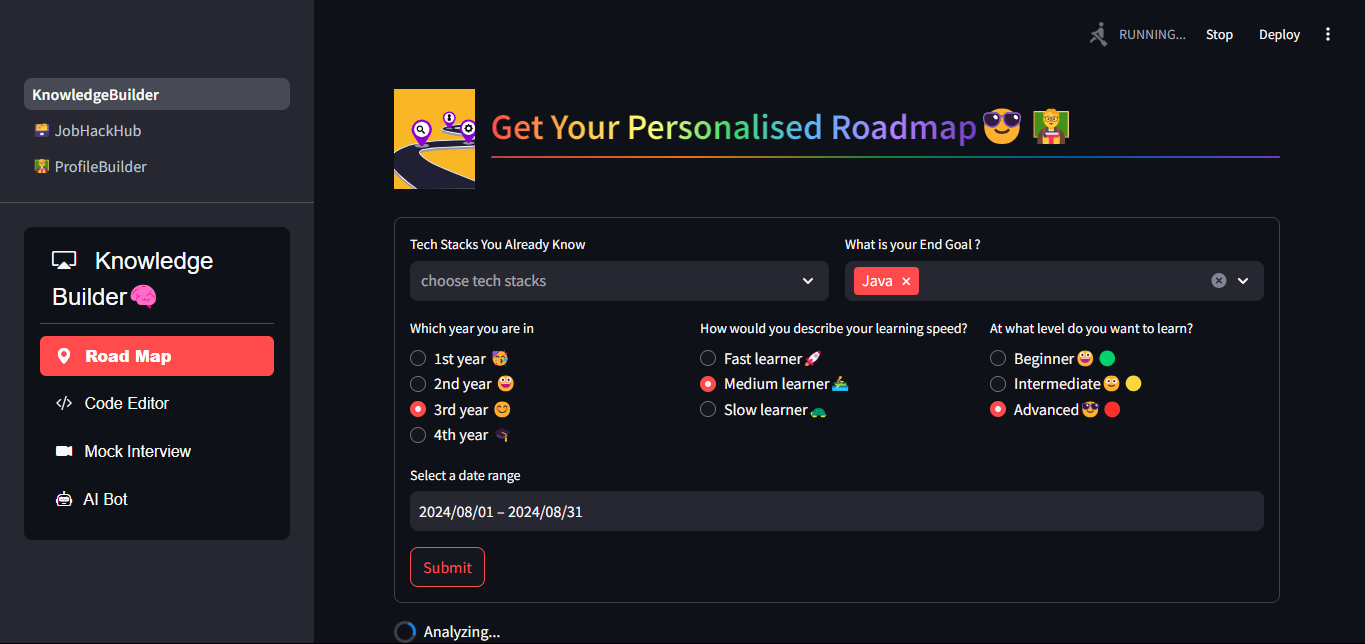 RUNNING... Stop Deploy
KnowledgeBuilder
JobHackHub
ProfileBuilder
Knowledge
Builder🧠
Road Map
Code Editor
Mock Interview
AI Bot
Get Your Personalised Roadmap😎 👨‍🏫
Tech Stacks You Already Know
choose tech stacks
What is your End Goal ?
Java ×
Which year you are in
1st year 🥳
2nd year 😀
3rd year 😊
4th year 🎓
How would you describe your learning speed?
Fast learner🚀
Medium learner🚣
Slow learner🐢
At what level do you want to learn?
Beginner😀 🟢
Intermediate🙂 🟡
Advanced😎 🔴
Select a date range
2024/08/01 – 2024/08/31
Submit
Analyzing...